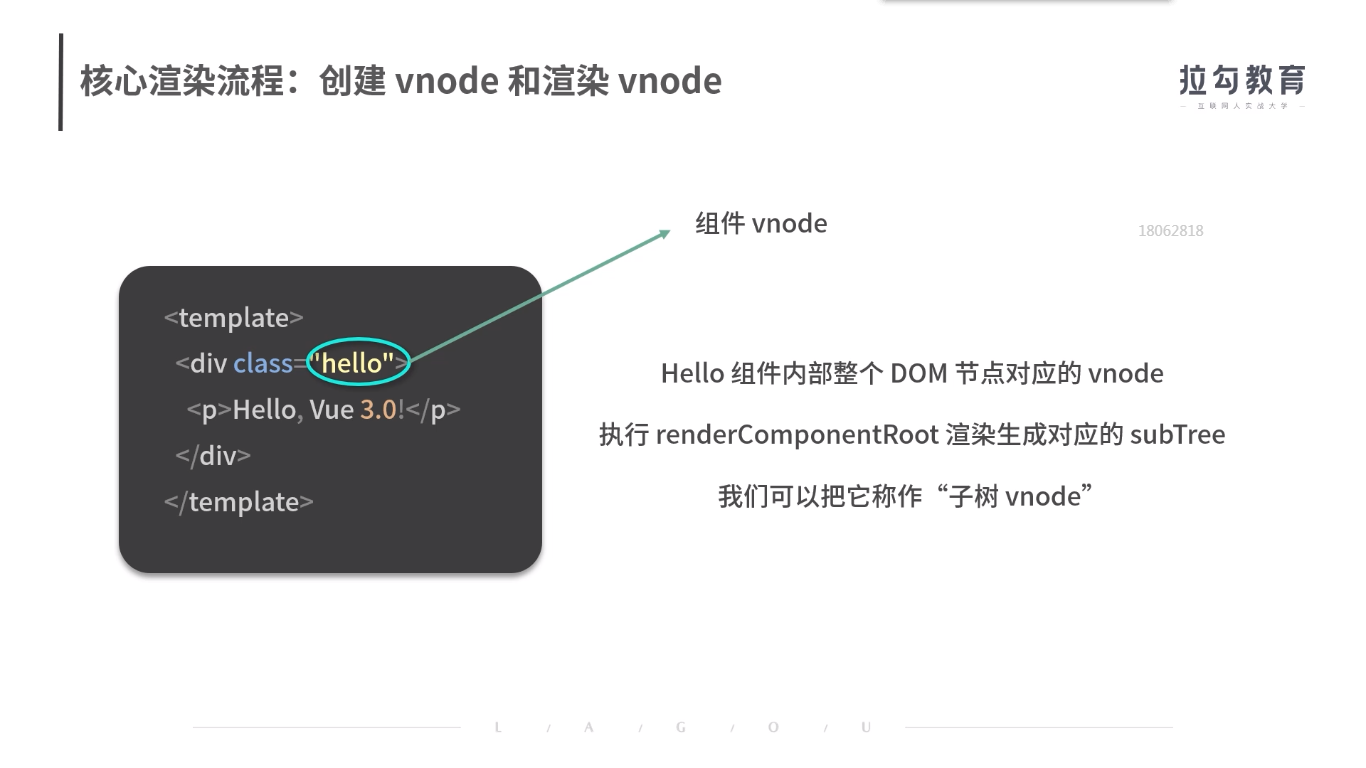 核心渲染流程：创建 vnode 和渲染 vnode
拉勾教育
互联网人实战大学
组件 vnode
18062818
<template>
<div class="hello">
<p>Hello, Vue 3.0!</p>
</div>
</template>
Hello 组件内部整个 DOM 节点对应的 vnode
执行 renderComponentRoot 渲染生成对应的 subTree
我们可以把它称作“子树 vnode”
L / A / G / O / U